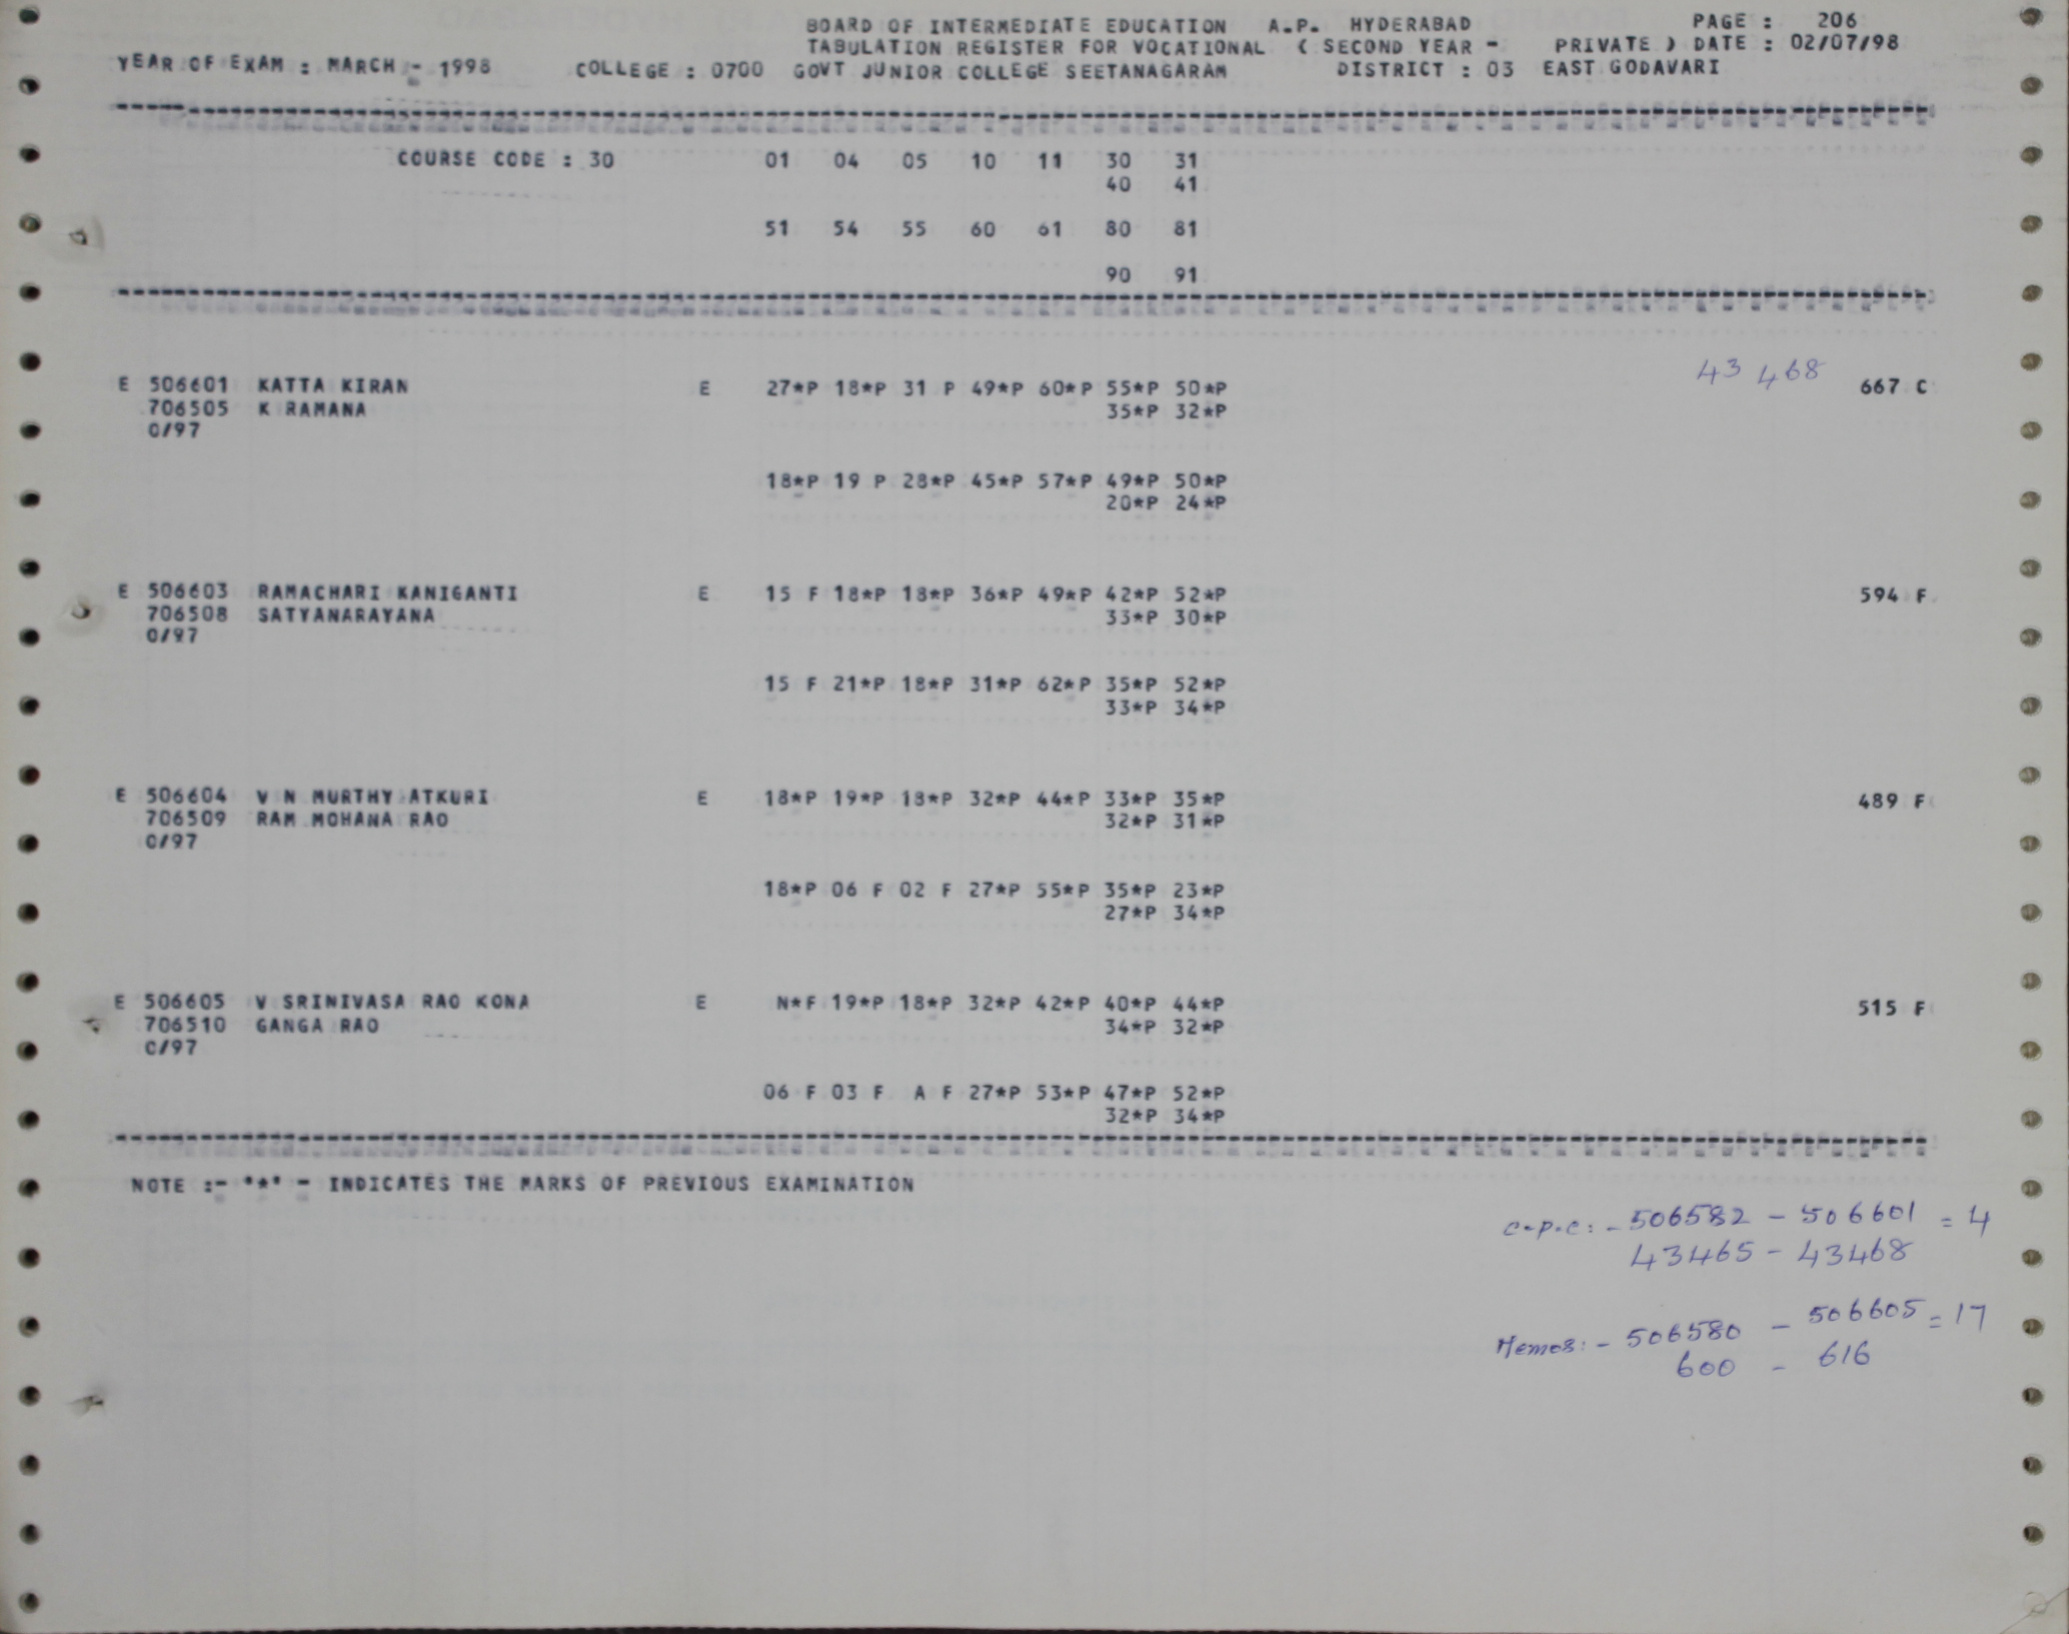 BOARD OF INTERMEDIATE EDUCATION A.P. HYDERABAD PAGE : 206
TABULATION REGISTER FOR VOCATIONAL ( SECOND YEAR - PRIVATE ) DATE : 02/07/98
YEAR OF EXAM : MARCH - 1998 COLLEGE : 0700 GOVT JUNIOR COLLEGE SEETANAGARAM DISTRICT : 03 EAST GODAVARI
COURSE CODE : 30 01 04 05 10 11 30 31
40 41
51 54 55 60 61 80 81
90 91
43 468
E 506601 KATTA KIRAN E 27*P 18*P 31 P 49*P 60*P 55*P 50*P 667 C
706505 K RAMANA 35*P 32*P
0/97
18*P 19 P 28*P 45*P 57*P 49*P 50*P
20*P 24*P
E 506603 RAMACHARI KANIGANTI E 15 F 18*P 18*P 36*P 49*P 42*P 52*P 594 F
706508 SATYANARAYANA 33*P 30*P
0/97
15 F 21*P 18*P 31*P 62*P 35*P 52*P
33*P 34*P
E 506604 V N MURTHY ATKURI E 18*P 19*P 18*P 32*P 44*P 33*P 35*P 489 F
706509 RAM MOHANA RAO 32*P 31*P
0/97
18*P 06 F 02 F 27*P 55*P 35*P 23*P
27*P 34*P
E 506605 V SRINIVASA RAO KONA E N*F 19*P 18*P 32*P 42*P 40*P 44*P 515 F
706510 GANGA RAO 34*P 32*P
0/97
06 F 03 F A F 27*P 53*P 47*P 52*P
32*P 34*P
NOTE :- "*" - INDICATES THE MARKS OF PREVIOUS EXAMINATION
c.p.c: - 506582 - 506601 = 4
43465 - 43468
Memos: - 506580 - 506605 = 17
600 - 616